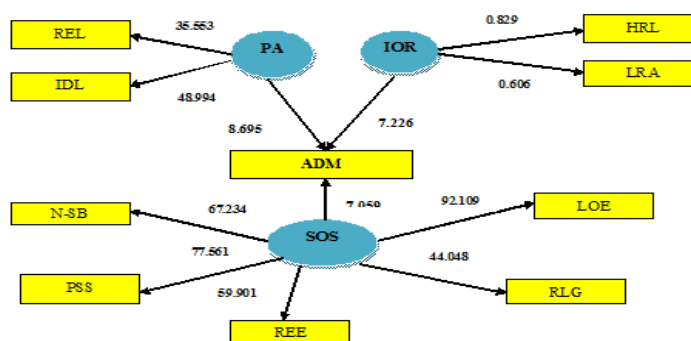 REL
35.553
PA
IOR
0.829
HRL
IDL
48.994
LRA
0.606
8.695
7.226
ADM
N-SB
67.234
7.059
92.109
LOE
SOS
77.561
44.048
PSS
59.901
RLG
REE